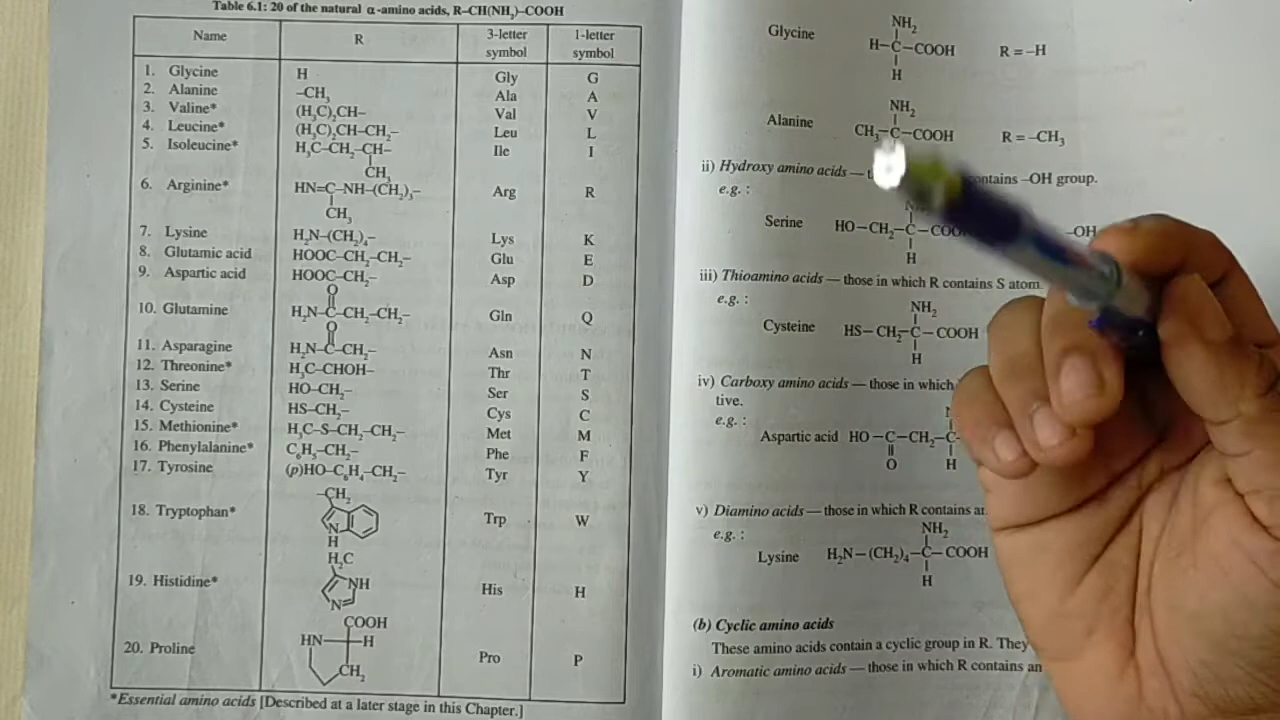 Table 6.1: 20 of the natural α-amino acids, R–CH(NH₂)–COOH
Name R 3-letter symbol 1-letter symbol
1. Glycine H Gly G
2. Alanine –CH₃ Ala A
3. Valine* (H₃C)₂CH– Val V
4. Leucine* (H₃C)₂CH–CH₂– Leu L
5. Isoleucine* H₃C–CH₂–CH– Ile I
CH₃
6. Arginine* HN=C–NH–(CH₂)₃– Arg R
CH₃
7. Lysine H₂N–(CH₂)₄– Lys K
8. Glutamic acid HOOC–CH₂–CH₂– Glu E
9. Aspartic acid HOOC–CH₂– Asp D
O
10. Glutamine H₂N–C–CH₂–CH₂– Gln Q
O
11. Asparagine H₂N–C–CH₂– Asn N
12. Threonine* H₃C–CHOH– Thr T
13. Serine HO–CH₂– Ser S
14. Cysteine HS–CH₂– Cys C
15. Methionine* H₃C–S–CH₂–CH₂– Met M
16. Phenylalanine* C₆H₅–CH₂– Phe F
17. Tyrosine (p)HO–C₆H₄–CH₂– Tyr Y
–CH₂
18. Tryptophan* N Trp W
H
H₂C
19. Histidine* NH His H
N
COOH
20. Proline HN H Pro P
CH₂
*Essential amino acids [Described at a later stage in this Chapter.]
NH₂
Glycine H–C–COOH R = –H
H
NH₂
Alanine CH₃–C–COOH R = –CH₃
ii) Hydroxy amino acids — contains –OH group.
e.g. :
Serine HO–CH₂–C–COO –OH
H
iii) Thioamino acids — those in which R contains S atom
e.g. :
NH₂
Cysteine HS–CH₂–C–COOH
H
iv) Carboxy amino acids — those in which
tive.
e.g. :
Aspartic acid HO–C–CH₂–C–
O H
v) Diamino acids — those in which R contains
e.g. :
NH₂
Lysine H₂N–(CH₂)₄–C–COOH
H
(b) Cyclic amino acids
These amino acids contain a cyclic group in R. They
i) Aromatic amino acids — those in which R contains an